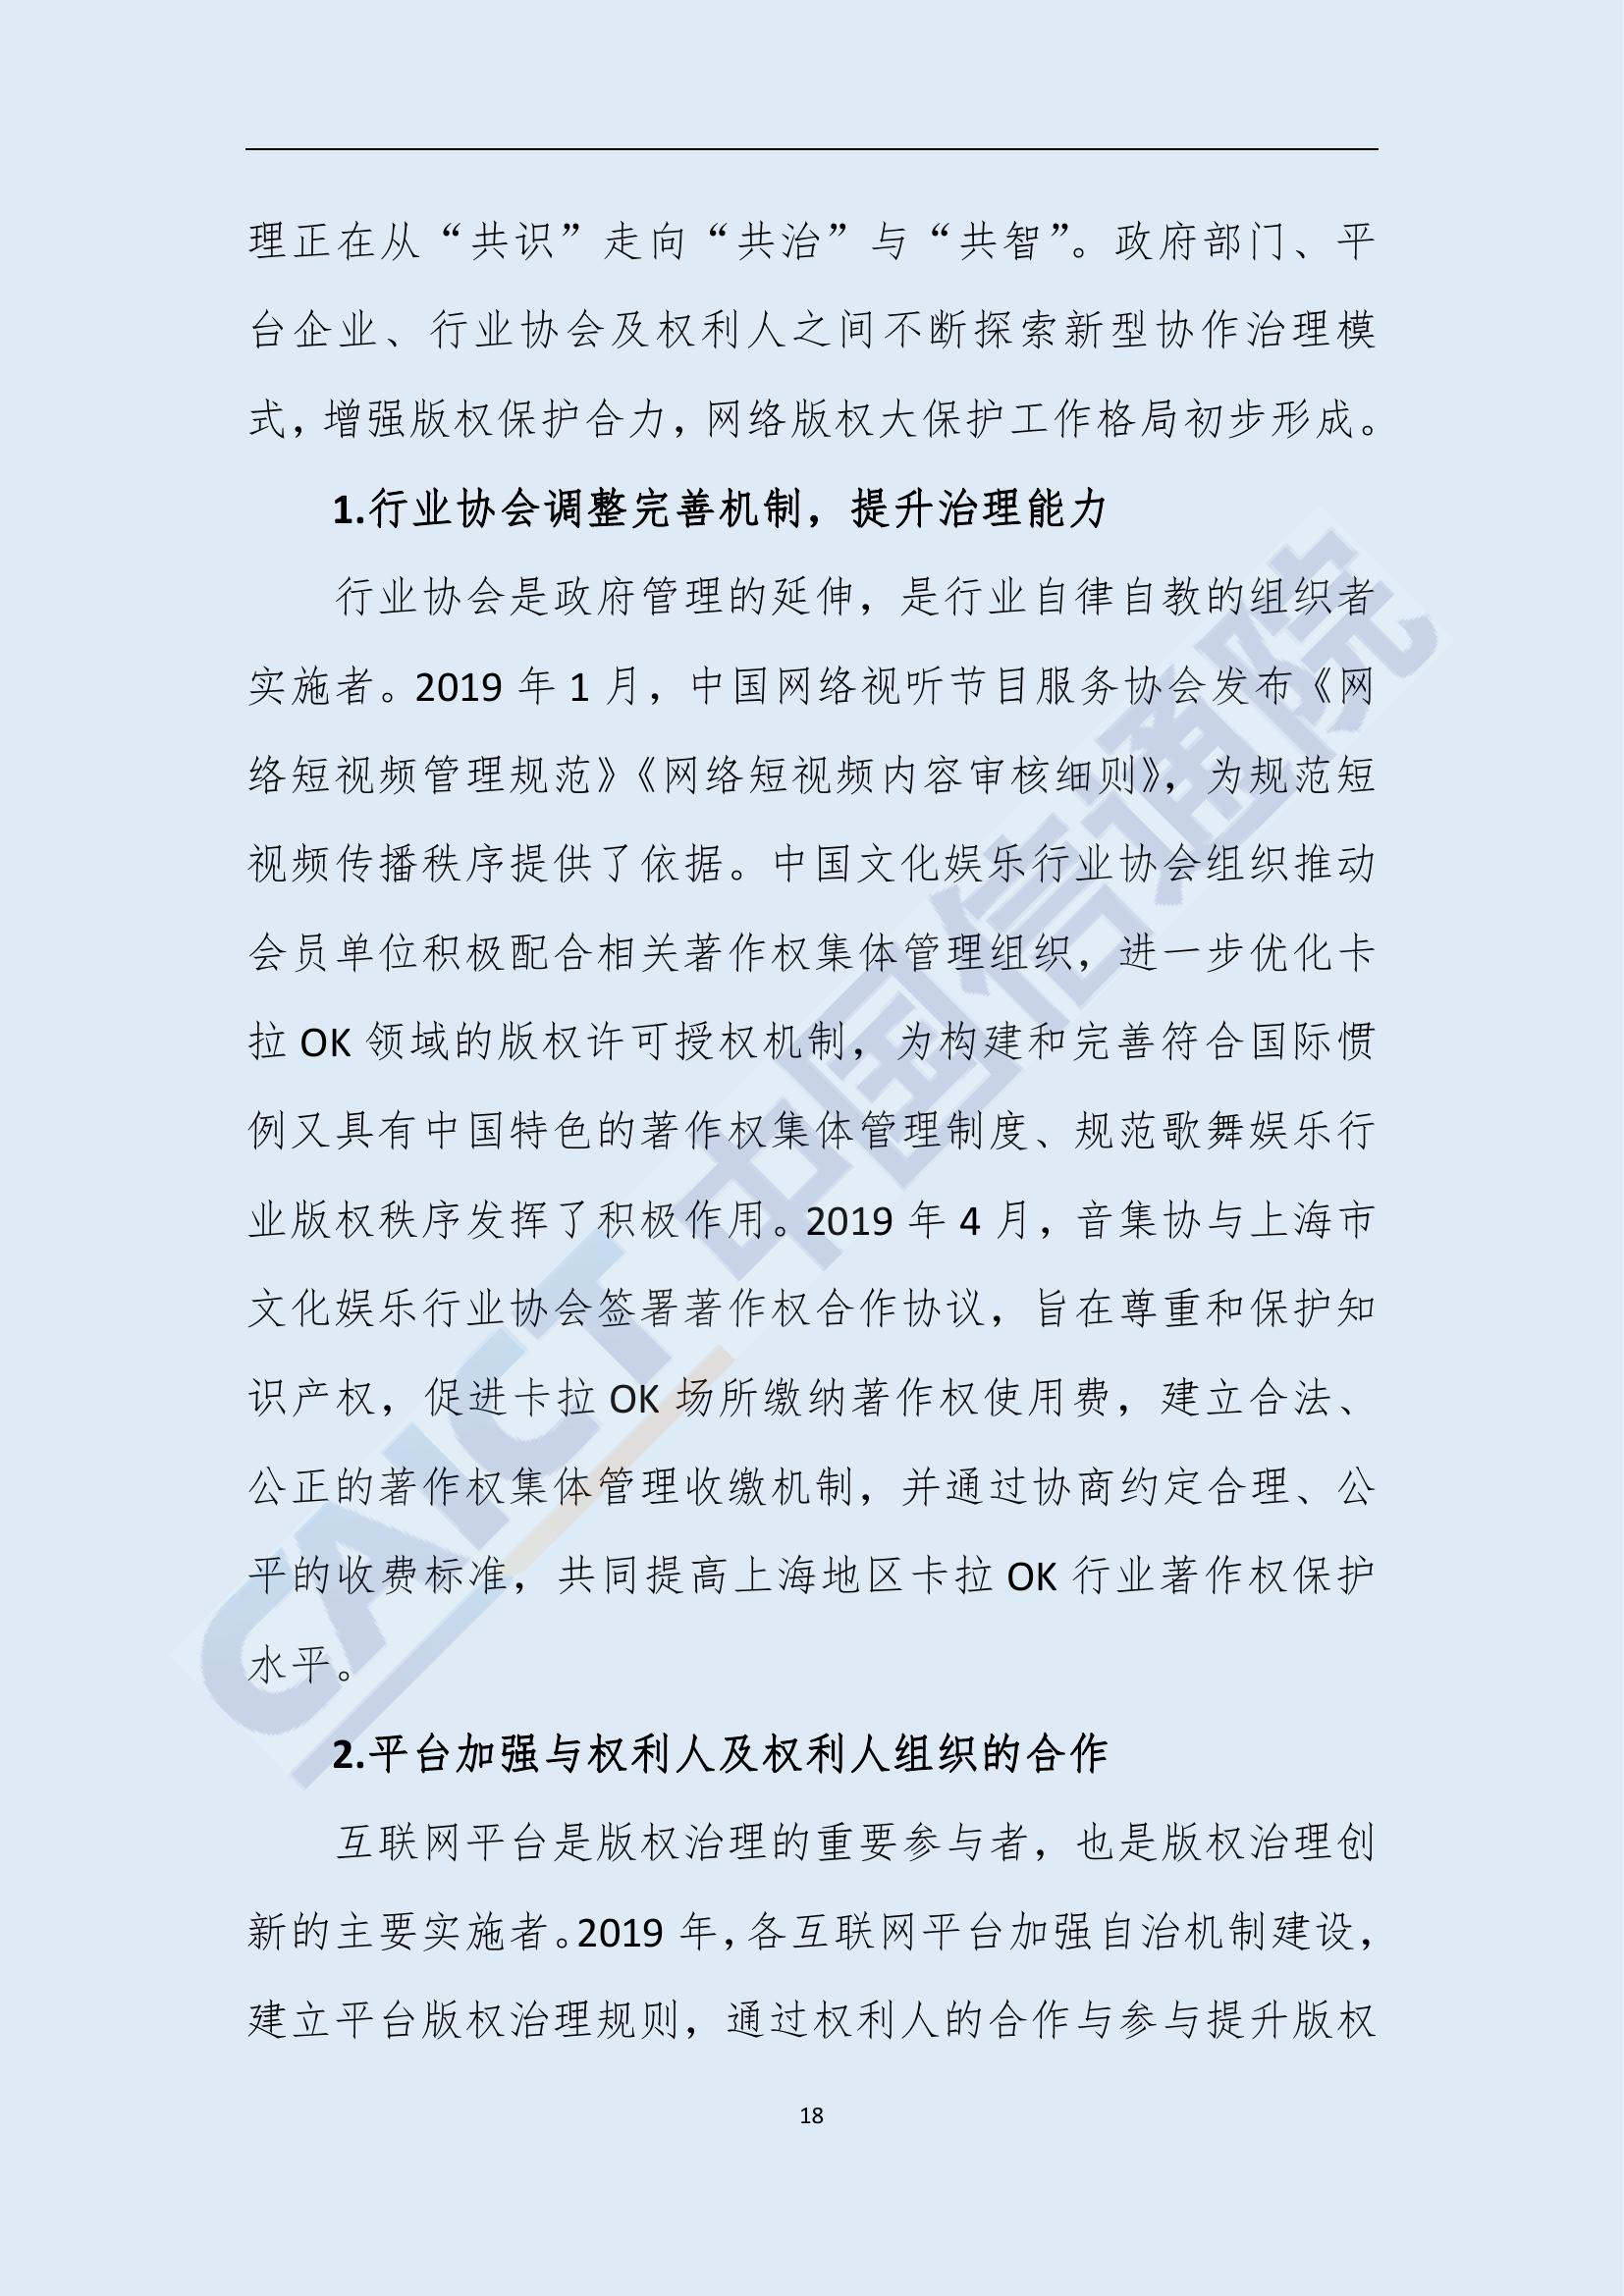 理正在从“共识”走向“共治”与“共智”。政府部门、平
台企业、行业协会及权利人之间不断探索新型协作治理模
式，增强版权保护合力，网络版权大保护工作格局初步形成。
1.行业协会调整完善机制，提升治理能力
行业协会是政府管理的延伸，是行业自律自教的组织者
实施者。2019 年 1 月，中国网络视听节目服务协会发布《网
络短视频管理规范》《网络短视频内容审核细则》，为规范短
视频传播秩序提供了依据。中国文化娱乐行业协会组织推动
会员单位积极配合相关著作权集体管理组织，进一步优化卡
拉 OK 领域的版权许可授权机制，为构建和完善符合国际惯
例又具有中国特色的著作权集体管理制度、规范歌舞娱乐行
业版权秩序发挥了积极作用。2019 年 4 月，音集协与上海市
文化娱乐行业协会签署著作权合作协议，旨在尊重和保护知
识产权，促进卡拉 OK 场所缴纳著作权使用费，建立合法、
公正的著作权集体管理收缴机制，并通过协商约定合理、公
平的收费标准，共同提高上海地区卡拉 OK 行业著作权保护
水平。
2.平台加强与权利人及权利人组织的合作
互联网平台是版权治理的重要参与者，也是版权治理创
新的主要实施者。2019 年，各互联网平台加强自治机制建设，
建立平台版权治理规则，通过权利人的合作与参与提升版权
18
CAICT 中国信通院